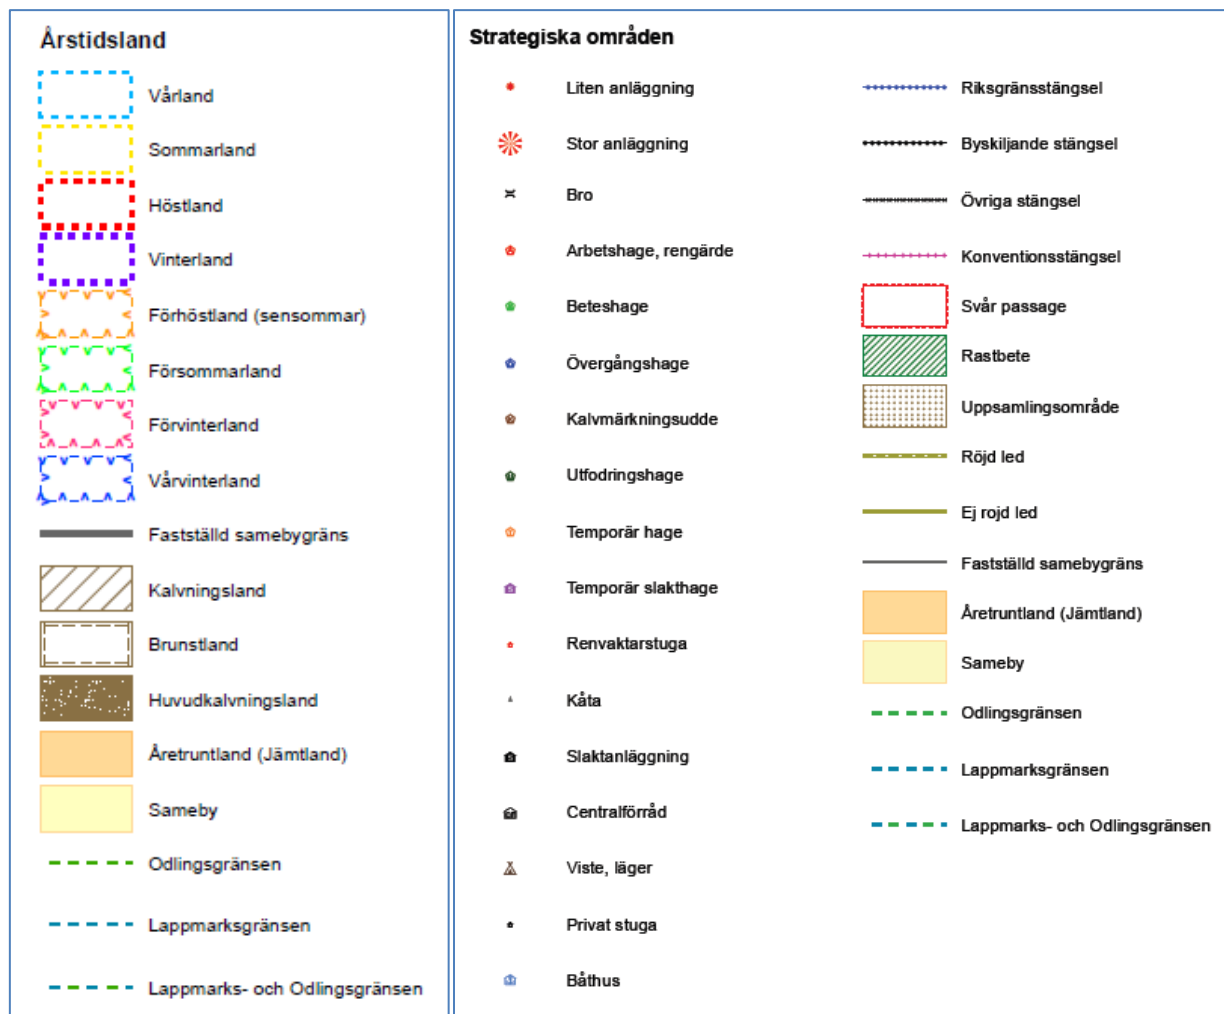 Årstidsland
Vårland
Sommarland
Höstland
Vinterland
Förhöstland (sensommar)
Försommarland
Förvinterland
Vårvinterland
Fastställd samebygräns
Kalvningsland
Brunstland
Huvudkalvningsland
Åretruntland (Jämtland)
Sameby
Odlingsgränsen
Lappmarksgränsen
Lappmarks- och Odlingsgränsen
Strategiska områden
Liten anläggning
Stor anläggning
Bro
Arbetshage, rengärde
Beteshage
Övergångshage
Kalvmärkningsudde
Utfodringshage
Temporär hage
Temporär slakthage
Renvaktarstuga
Kåta
Slaktanläggning
Centralförråd
Viste, läger
Privat stuga
Båthus
Riksgränsstängsel
Byskiljande stängsel
Övriga stängsel
Konventionsstängsel
Svår passage
Rastbete
Uppsamlingsområde
Röjd led
Ej rojd led
Fastställd samebygräns
Åretruntland (Jämtland)
Sameby
Odlingsgränsen
Lappmarksgränsen
Lappmarks- och Odlingsgränsen